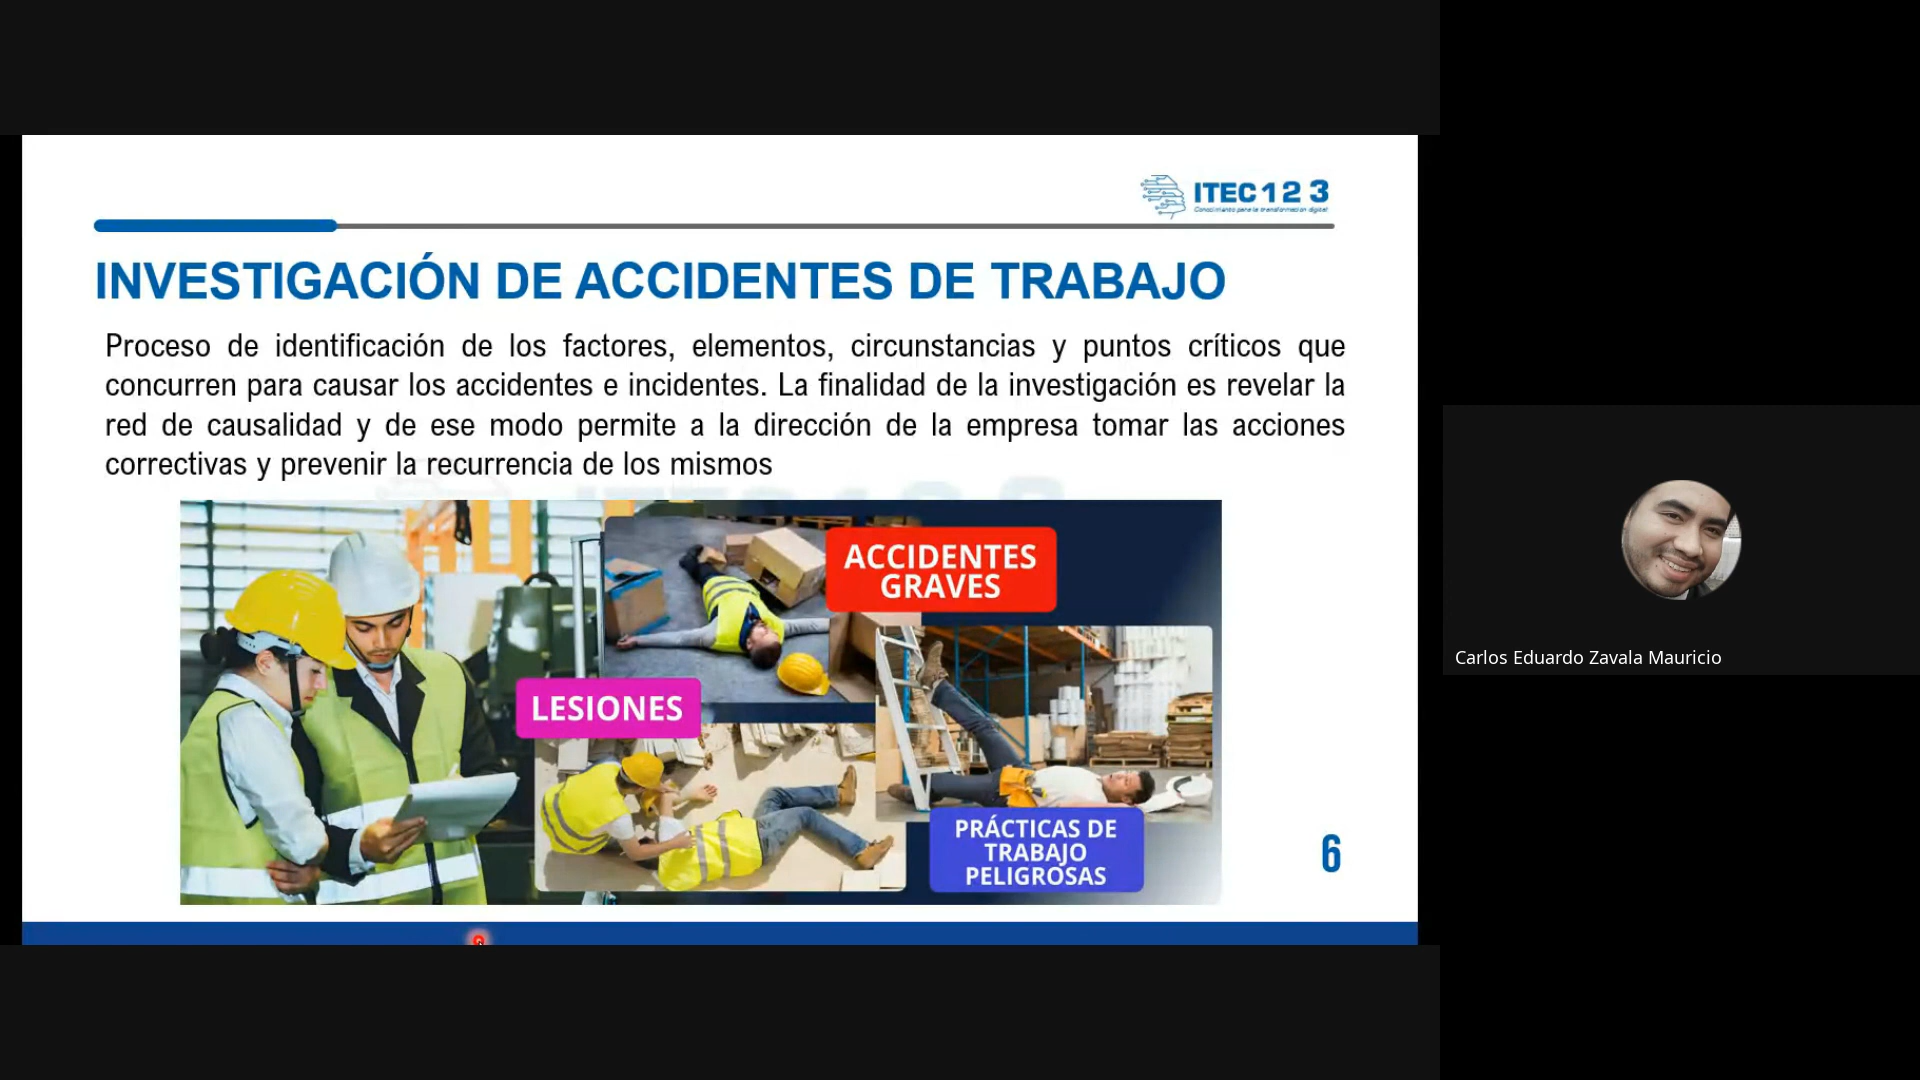 ITEC 1 2 3
Conocimiento para la transformación digital
INVESTIGACIÓN DE ACCIDENTES DE TRABAJO
Proceso de identificación de los factores, elementos, circunstancias y puntos críticos que
concurren para causar los accidentes e incidentes. La finalidad de la investigación es revelar la
red de causalidad y de ese modo permite a la dirección de la empresa tomar las acciones
correctivas y prevenir la recurrencia de los mismos
ACCIDENTES
GRAVES
LESIONES
PRÁCTICAS DE
TRABAJO
PELIGROSAS
6
Carlos Eduardo Zavala Mauricio